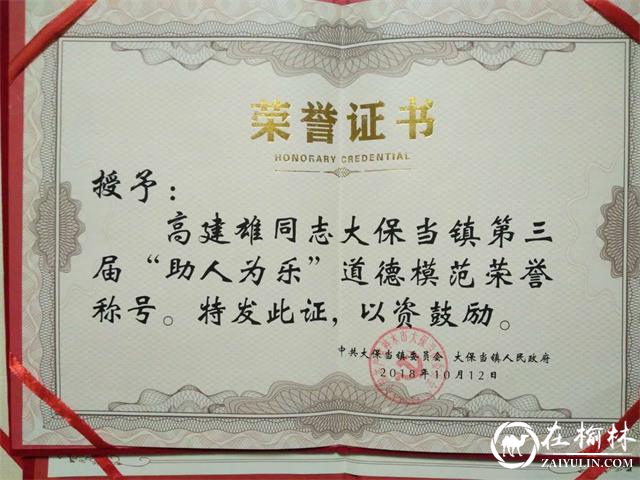 荣誉证书
HONORARY CREDENTIAL
授予：
高建雄同志大保当镇第三
届“助人为乐”道德模范荣誉
称号。特发此证，以资鼓励。
中共大保当镇委员会 大保当镇人民政府
2018年10月12日
在榆林
ZAIYULIN.COM